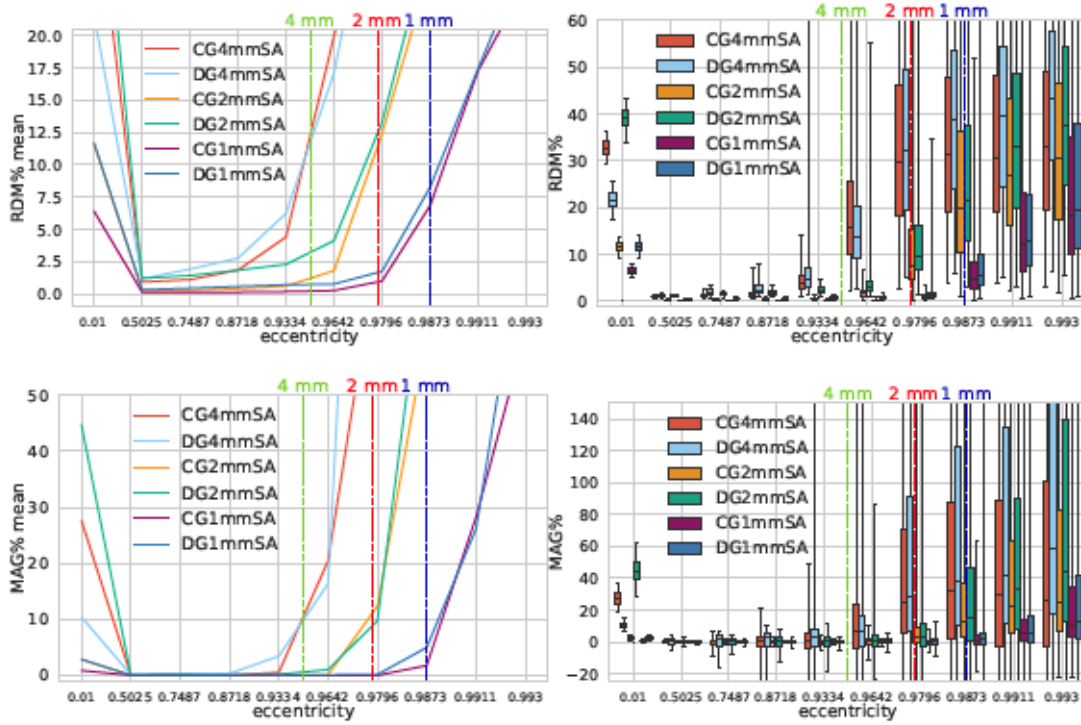 4 mm 2 mm 1 mm
20.0
17.5
15.0
12.5
10.0
7.5
5.0
2.5
0.0
RDM% mean
CG4mmSA
DG4mmSA
CG2mmSA
DG2mmSA
CG1mmSA
DG1mmSA
0.01 0.5025 0.7487 0.8718 0.9334 0.9642 0.9796 0.9873 0.9911 0.993
eccentricity
4 mm 2 mm 1 mm
60
50
40
30
20
10
0
RDM%
CG4mmSA
DG4mmSA
CG2mmSA
DG2mmSA
CG1mmSA
DG1mmSA
0.01 0.5025 0.7487 0.8718 0.9334 0.9642 0.9796 0.9873 0.9911 0.993
eccentricity
4 mm 2 mm 1 mm
50
40
30
20
10
0
MAG% mean
CG4mmSA
DG4mmSA
CG2mmSA
DG2mmSA
CG1mmSA
DG1mmSA
0.01 0.5025 0.7487 0.8718 0.9334 0.9642 0.9796 0.9873 0.9911 0.993
eccentricity
4 mm 2 mm 1 mm
140
120
100
80
60
40
20
0
−20
MAG%
CG4mmSA
DG4mmSA
CG2mmSA
DG2mmSA
CG1mmSA
DG1mmSA
0.01 0.5025 0.7487 0.8718 0.9334 0.9642 0.9796 0.9873 0.9911 0.993
eccentricity